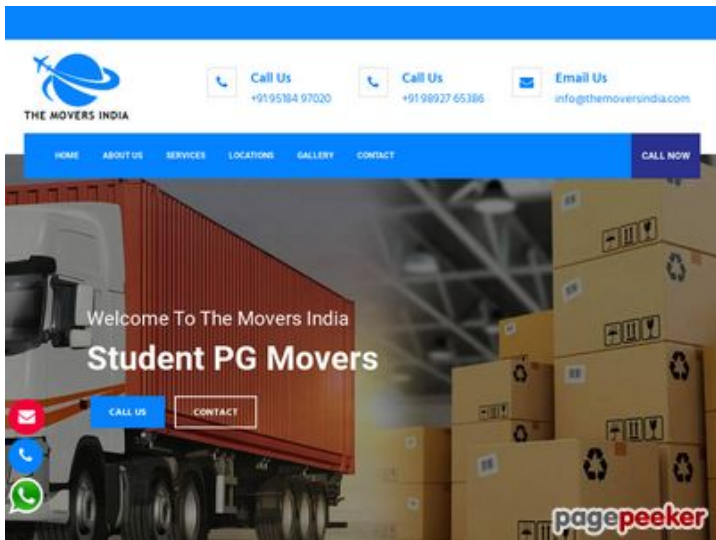 Call Us
+91 95184 97020
Call Us
+91 98927 65386
Email Us
info@themoversindia.com
THE MOVERS INDIA
HOME ABOUT US SERVICES LOCATIONS GALLERY CONTACT CALL NOW
Welcome To The Movers India
Student PG Movers
CALL US CONTACT
pagepeeker